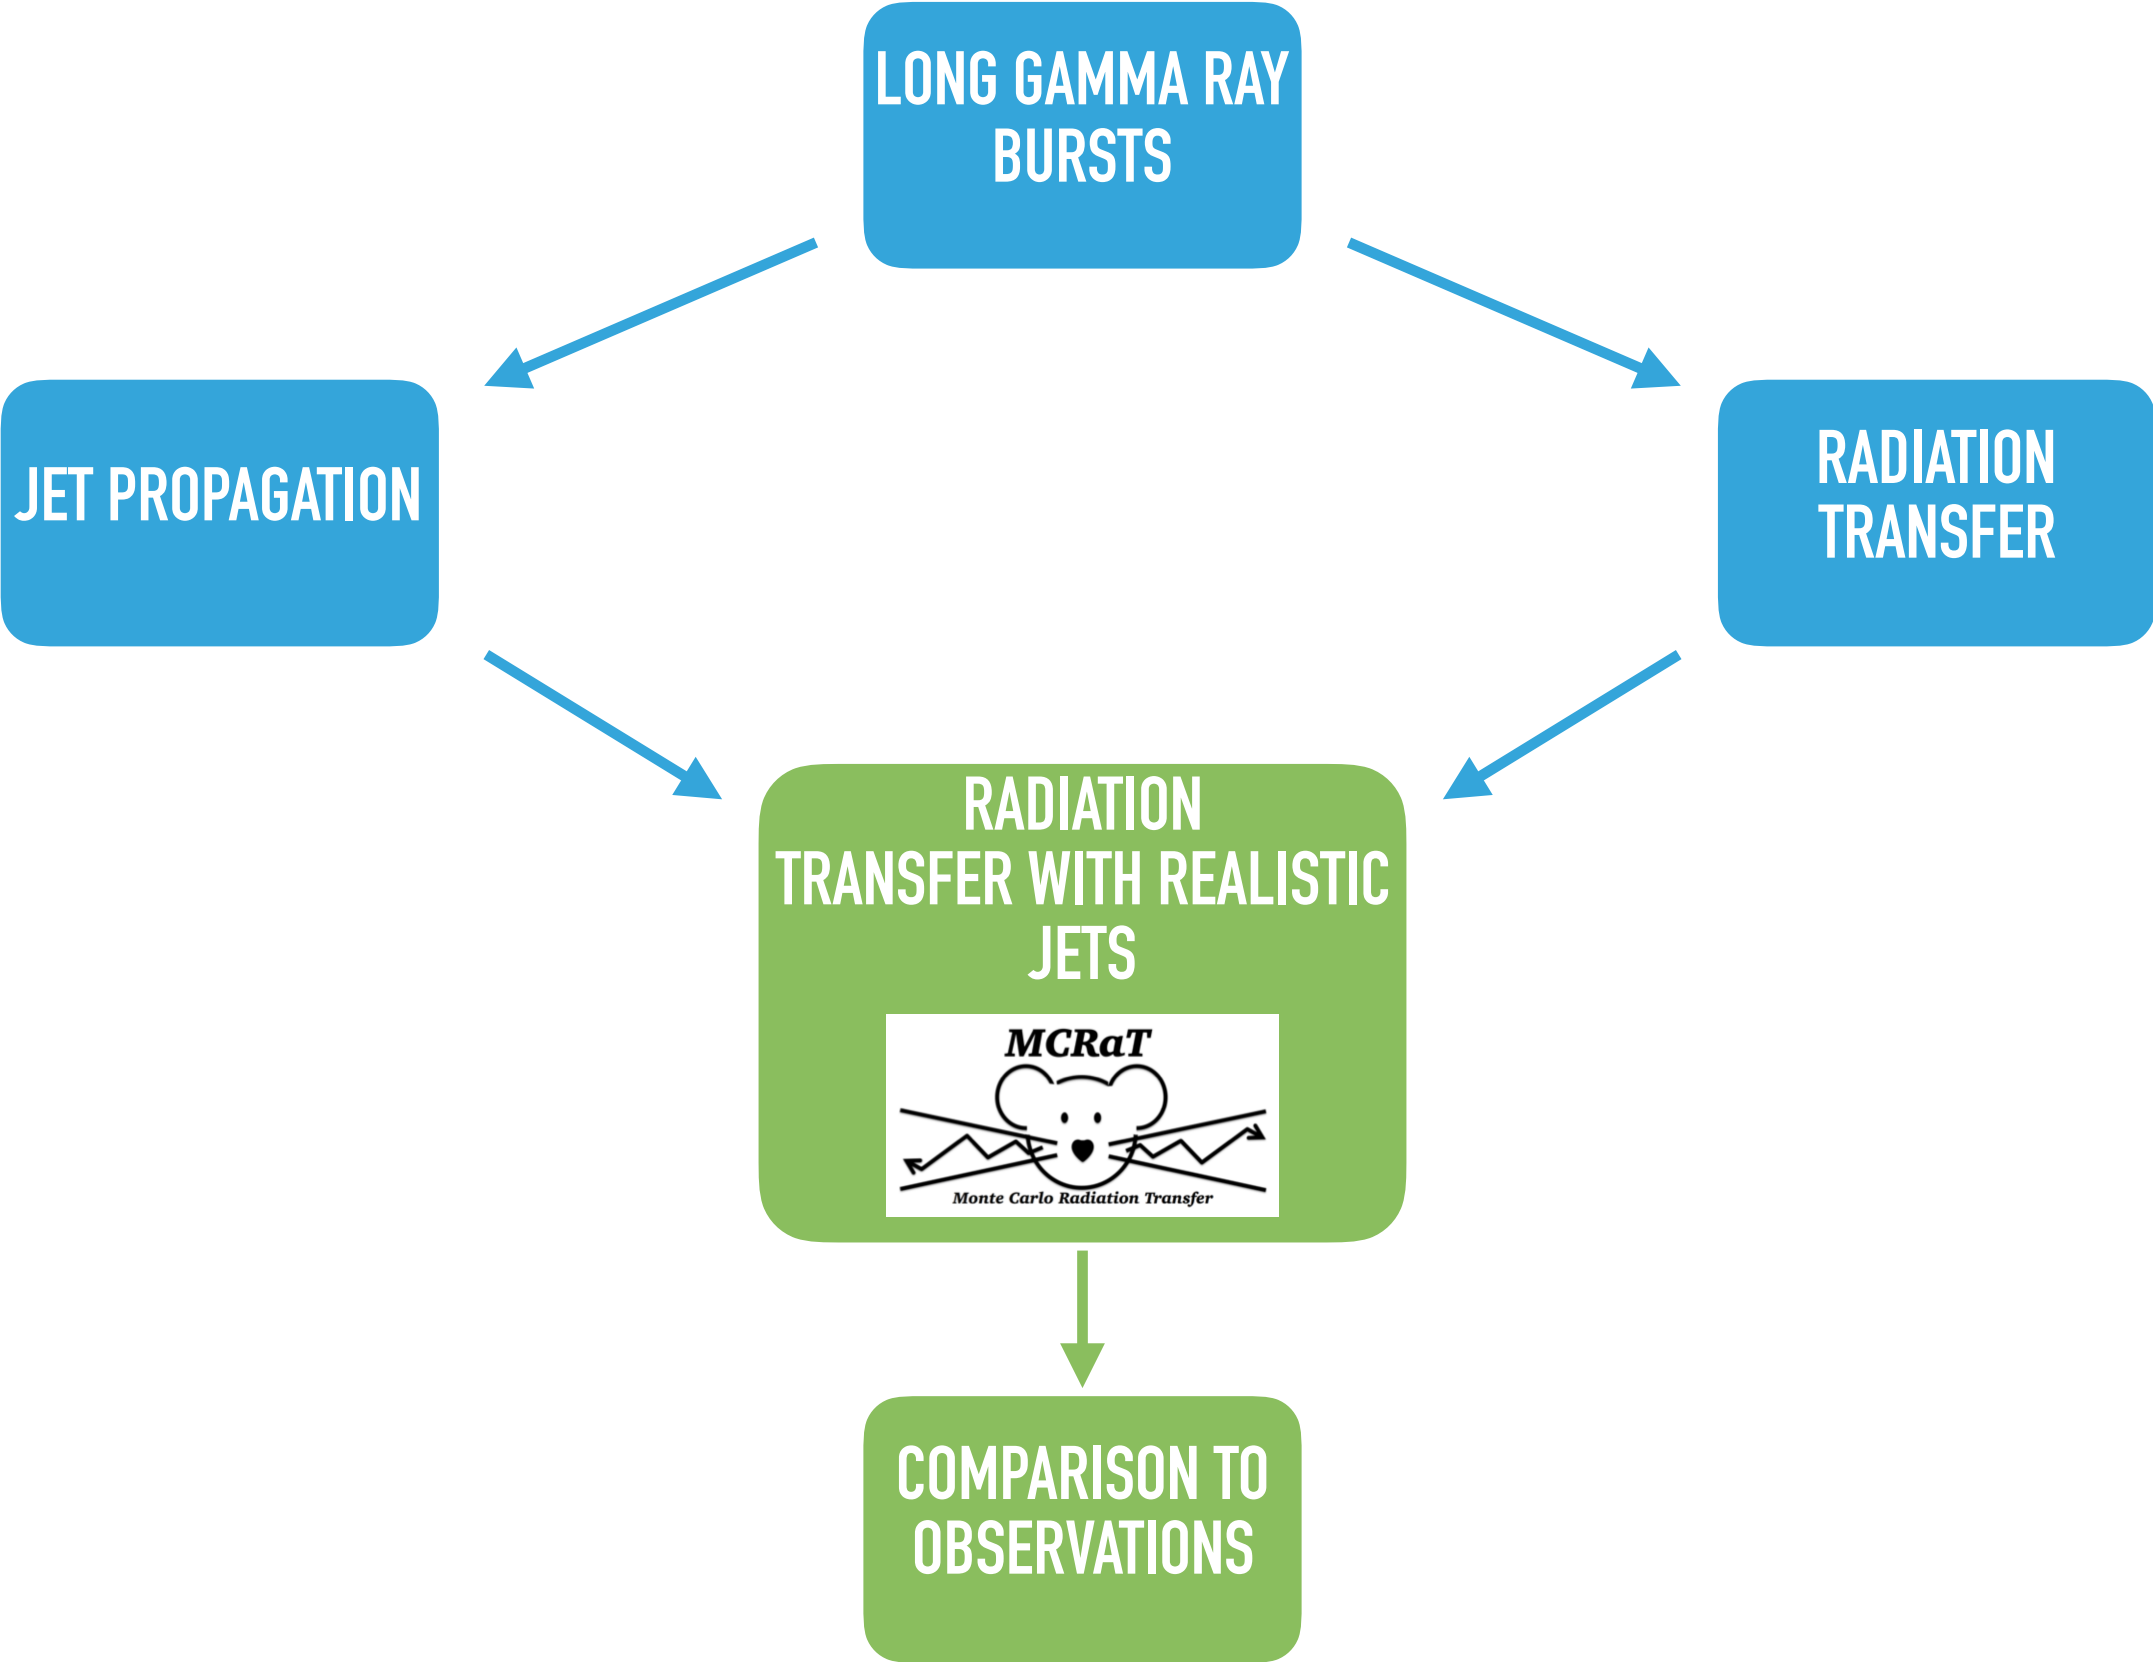 LONG GAMMA RAY
BURSTS
JET PROPAGATION
RADIATION
TRANSFER
RADIATION
TRANSFER WITH REALISTIC
JETS
MCRaT
Monte Carlo Radiation Transfer
COMPARISON TO
OBSERVATIONS